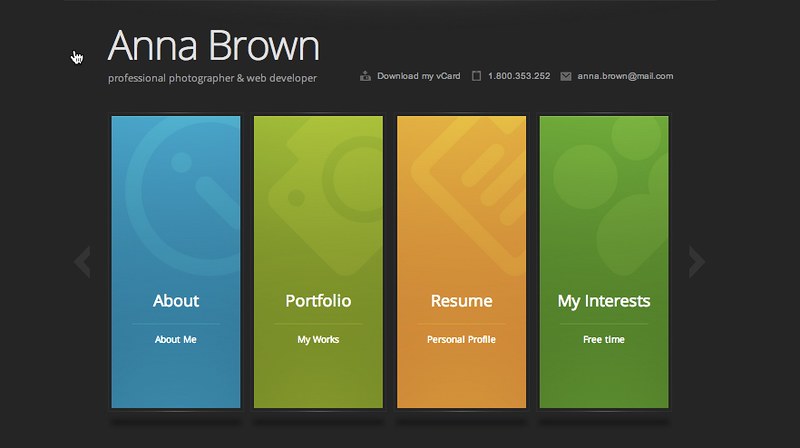 Anna Brown
professional photographer & web developer
Download my vCard 1.800.353.252 anna.brown@mail.com
About Portfolio Resume My Interests
About Me My Works Personal Profile Free time